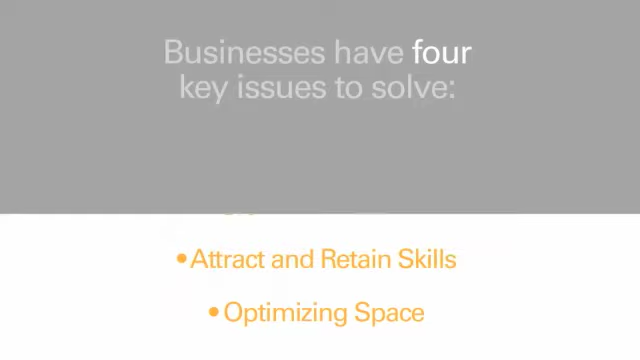 Businesses have four
key issues to solve:
•Attract and Retain Skills
•Optimizing Space